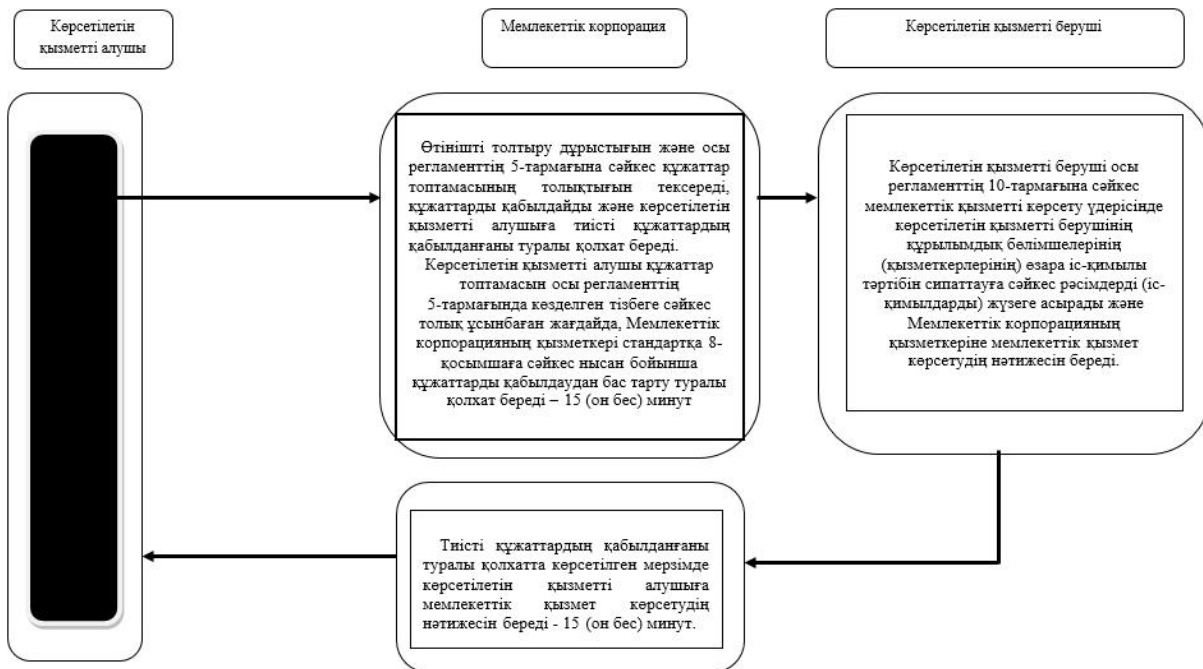 Көрсетілетін
қызметті алушы
Мемлекеттік корпорация
Көрсетілетін қызметті беруші
Өтінішті толтыру дұрыстығын және осы
регламенттің 5-тармағына сәйкес құжаттар
топтамасының толықтығын тексереді,
құжаттарды қабылдайды және көрсетілетін
қызметті алушыға тиісті құжаттардың
қабылданғаны туралы қолхат береді.
Көрсетілетін қызметті алушы құжаттар
топтамасын осы регламенттің
5-тармағында көзделген тізбеге сәйкес
толық ұсынбаған жағдайда, Мемлекеттік
корпорацияның қызметкері стандартқа 8-
қосымшаға сәйкес нысан бойынша
құжаттарды қабылдаудан бас тарту туралы
қолхат береді – 15 (он бес) минут
Көрсетілетін қызметті беруші осы
регламенттің 10-тармағына сәйкес
мемлекеттік қызметті көрсету үдерісінде
көрсетілетін қызметті берушінің
құрылымдық бөлімшелерінің
(қызметкерлерінің) өзара іс-қимылы
тәртібін сипаттауға сәйкес рәсімдерді (іс-
қимылдарды) жүзеге асырады және
Мемлекеттік корпорацияның
қызметкеріне мемлекеттік қызмет
көрсетудің нәтижесін береді.
Тиісті құжаттардың қабылданғаны
туралы қолхатта көрсетілген мерзімде
көрсетілетін қызметті алушыға
мемлекеттік қызмет көрсетудің
нәтижесін береді - 15 (он бес) минут.